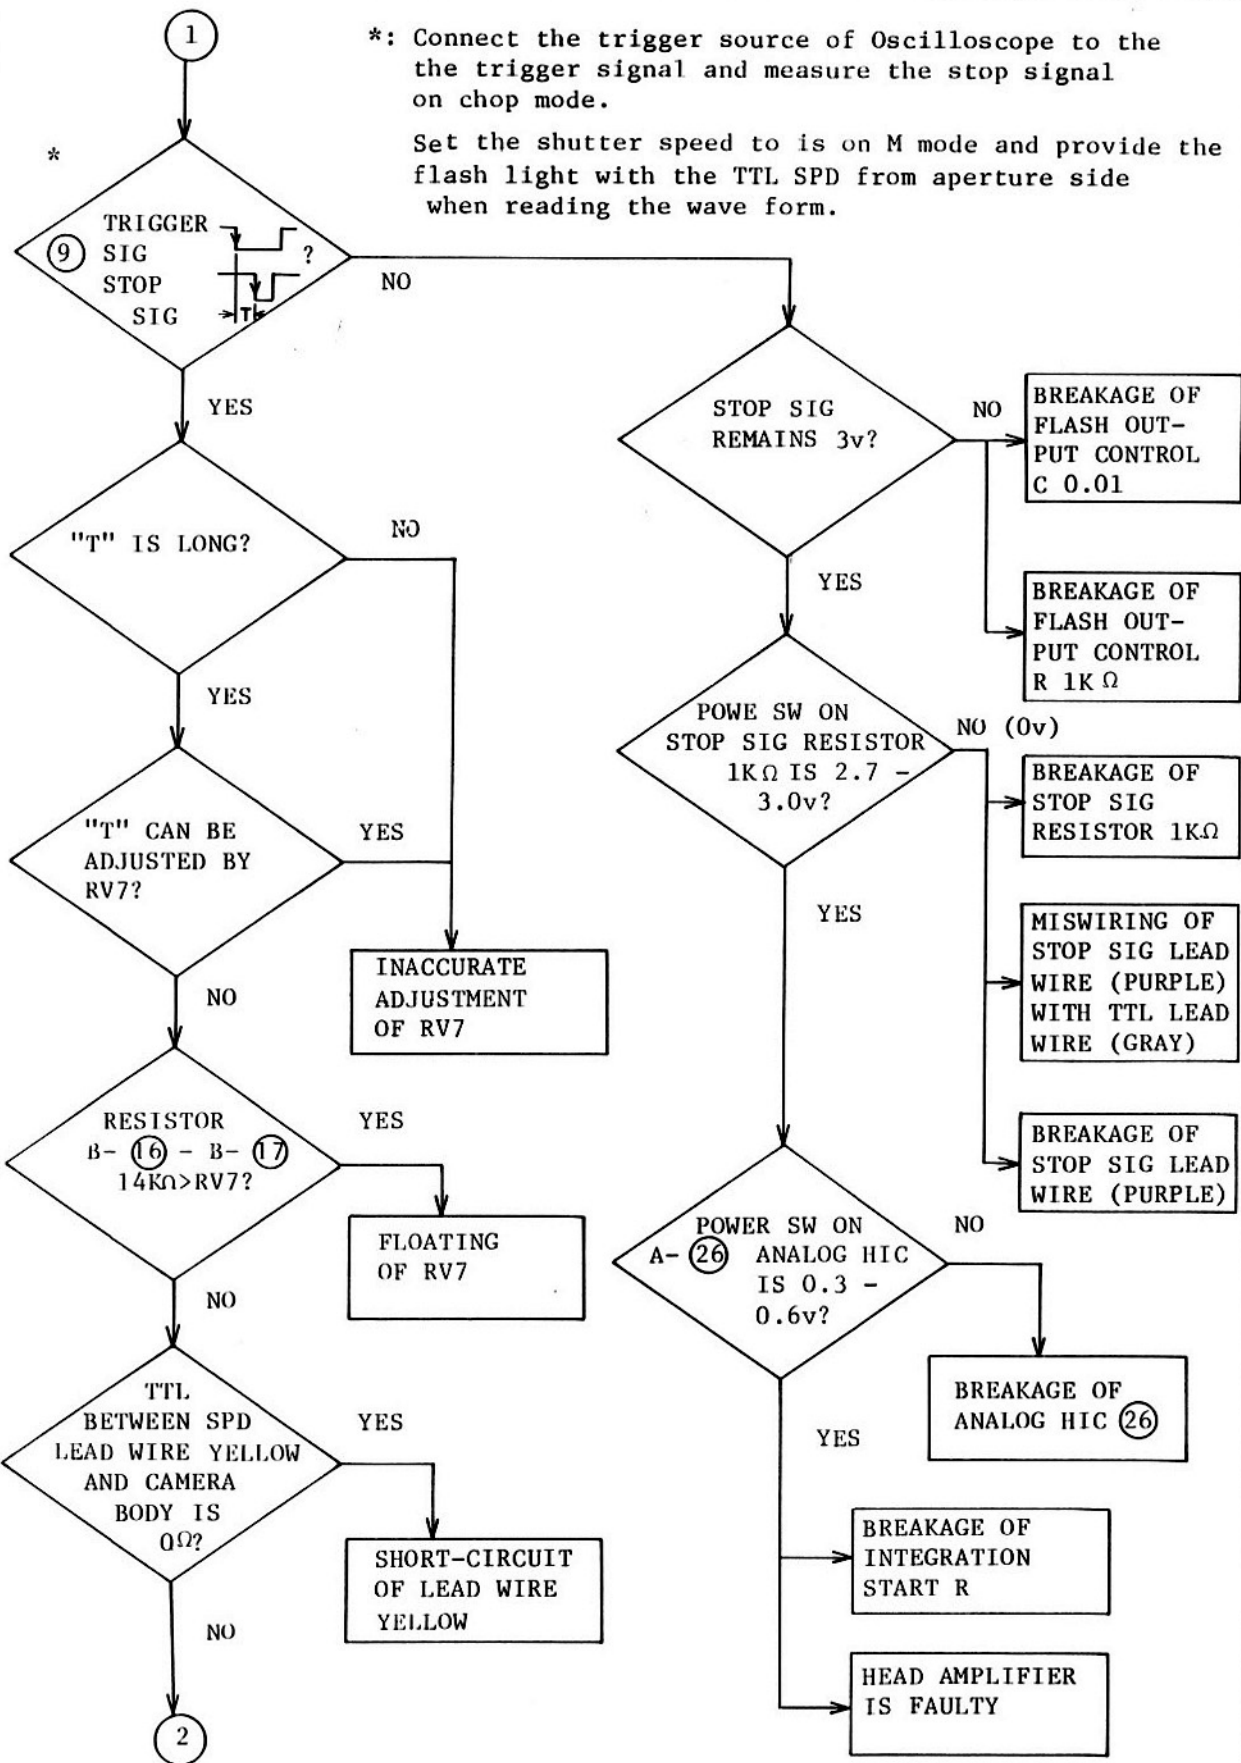 1
*: Connect the trigger source of Oscilloscope to the
the trigger signal and measure the stop signal
on chop mode.
Set the shutter speed to is on M mode and provide the
flash light with the TTL SPD from aperture side
when reading the wave form.
*
9
TRIGGER
SIG
STOP
SIG
?
T
NO
YES
"T" IS LONG?
NO
YES
"T" CAN BE
ADJUSTED BY
RV7?
YES
NO
INACCURATE
ADJUSTMENT
OF RV7
RESISTOR
B- 16 - B- 17
14KΩ>RV7?
YES
NO
FLOATING
OF RV7
TTL
BETWEEN SPD
LEAD WIRE YELLOW
AND CAMERA
BODY IS
0Ω?
YES
NO
SHORT-CIRCUIT
OF LEAD WIRE
YELLOW
2
STOP SIG
REMAINS 3v?
NO
YES
BREAKAGE OF
FLASH OUT-
PUT CONTROL
C 0.01
BREAKAGE OF
FLASH OUT-
PUT CONTROL
R 1KΩ
POWE SW ON
STOP SIG RESISTOR
1KΩ IS 2.7 -
3.0v?
NO (0v)
YES
BREAKAGE OF
STOP SIG
RESISTOR 1KΩ
MISWIRING OF
STOP SIG LEAD
WIRE (PURPLE)
WITH TTL LEAD
WIRE (GRAY)
BREAKAGE OF
STOP SIG LEAD
WIRE (PURPLE)
POWER SW ON
A- 26 ANALOG HIC
IS 0.3 -
0.6v?
NO
YES
BREAKAGE OF
ANALOG HIC 26
BREAKAGE OF
INTEGRATION
START R
HEAD AMPLIFIER
IS FAULTY